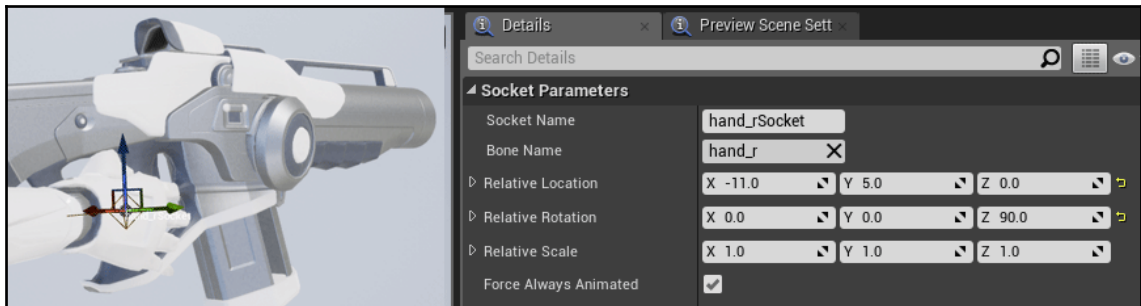 Details
Preview Scene Sett
Search Details
Socket Parameters
Socket Name hand_rSocket
Bone Name hand_r
Relative Location X -11.0 Y 5.0 Z 0.0
Relative Rotation X 0.0 Y 0.0 Z 90.0
Relative Scale X 1.0 Y 1.0 Z 1.0
Force Always Animated
hand_rSocket